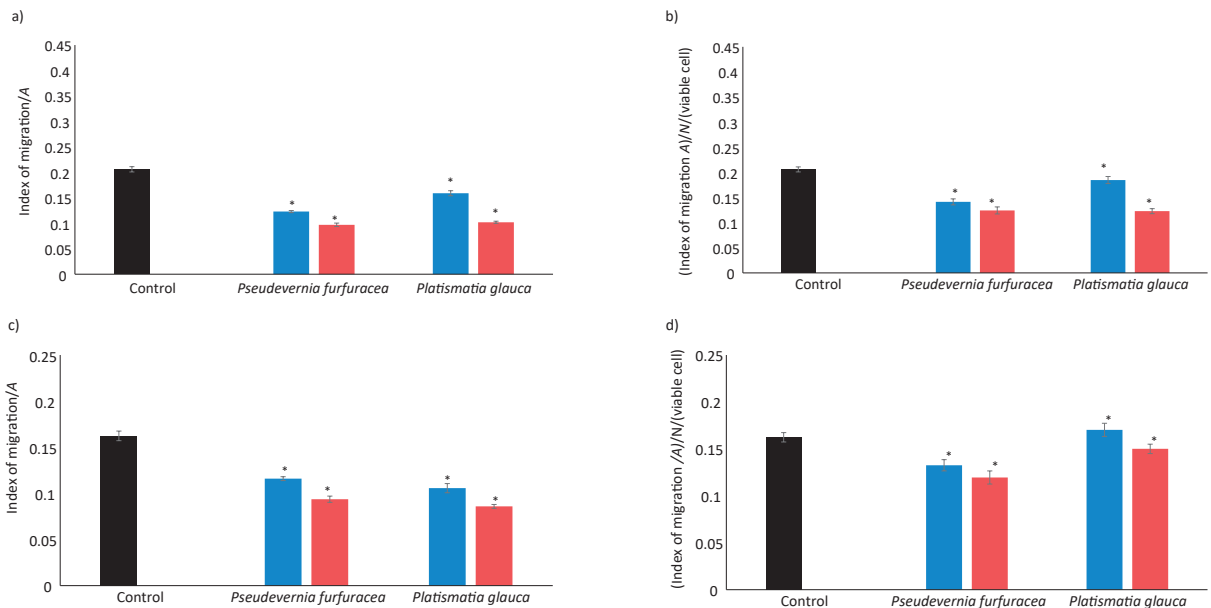 a)
Index of migration/A
0.45
0.4
0.35
0.3
0.25
0.2
0.15
0.1
0.05
0
* * * *
Control Pseudevernia furfuracea Platismatia glauca
b)
(Index of migration A)/N/(viable cell)
0.45
0.4
0.35
0.3
0.25
0.2
0.15
0.1
0.05
0
* * * *
Control Pseudevernia furfuracea Platismatia glauca
c)
Index of migration/A
0.25
0.2
0.15
0.1
0.05
0
* * * *
Control Pseudevernia furfuracea Platismatia glauca
d)
(Index of migration /A)/N/(viable cell)
0.25
0.2
0.15
0.1
0.05
0
* * * *
Control Pseudevernia furfuracea Platismatia glauca